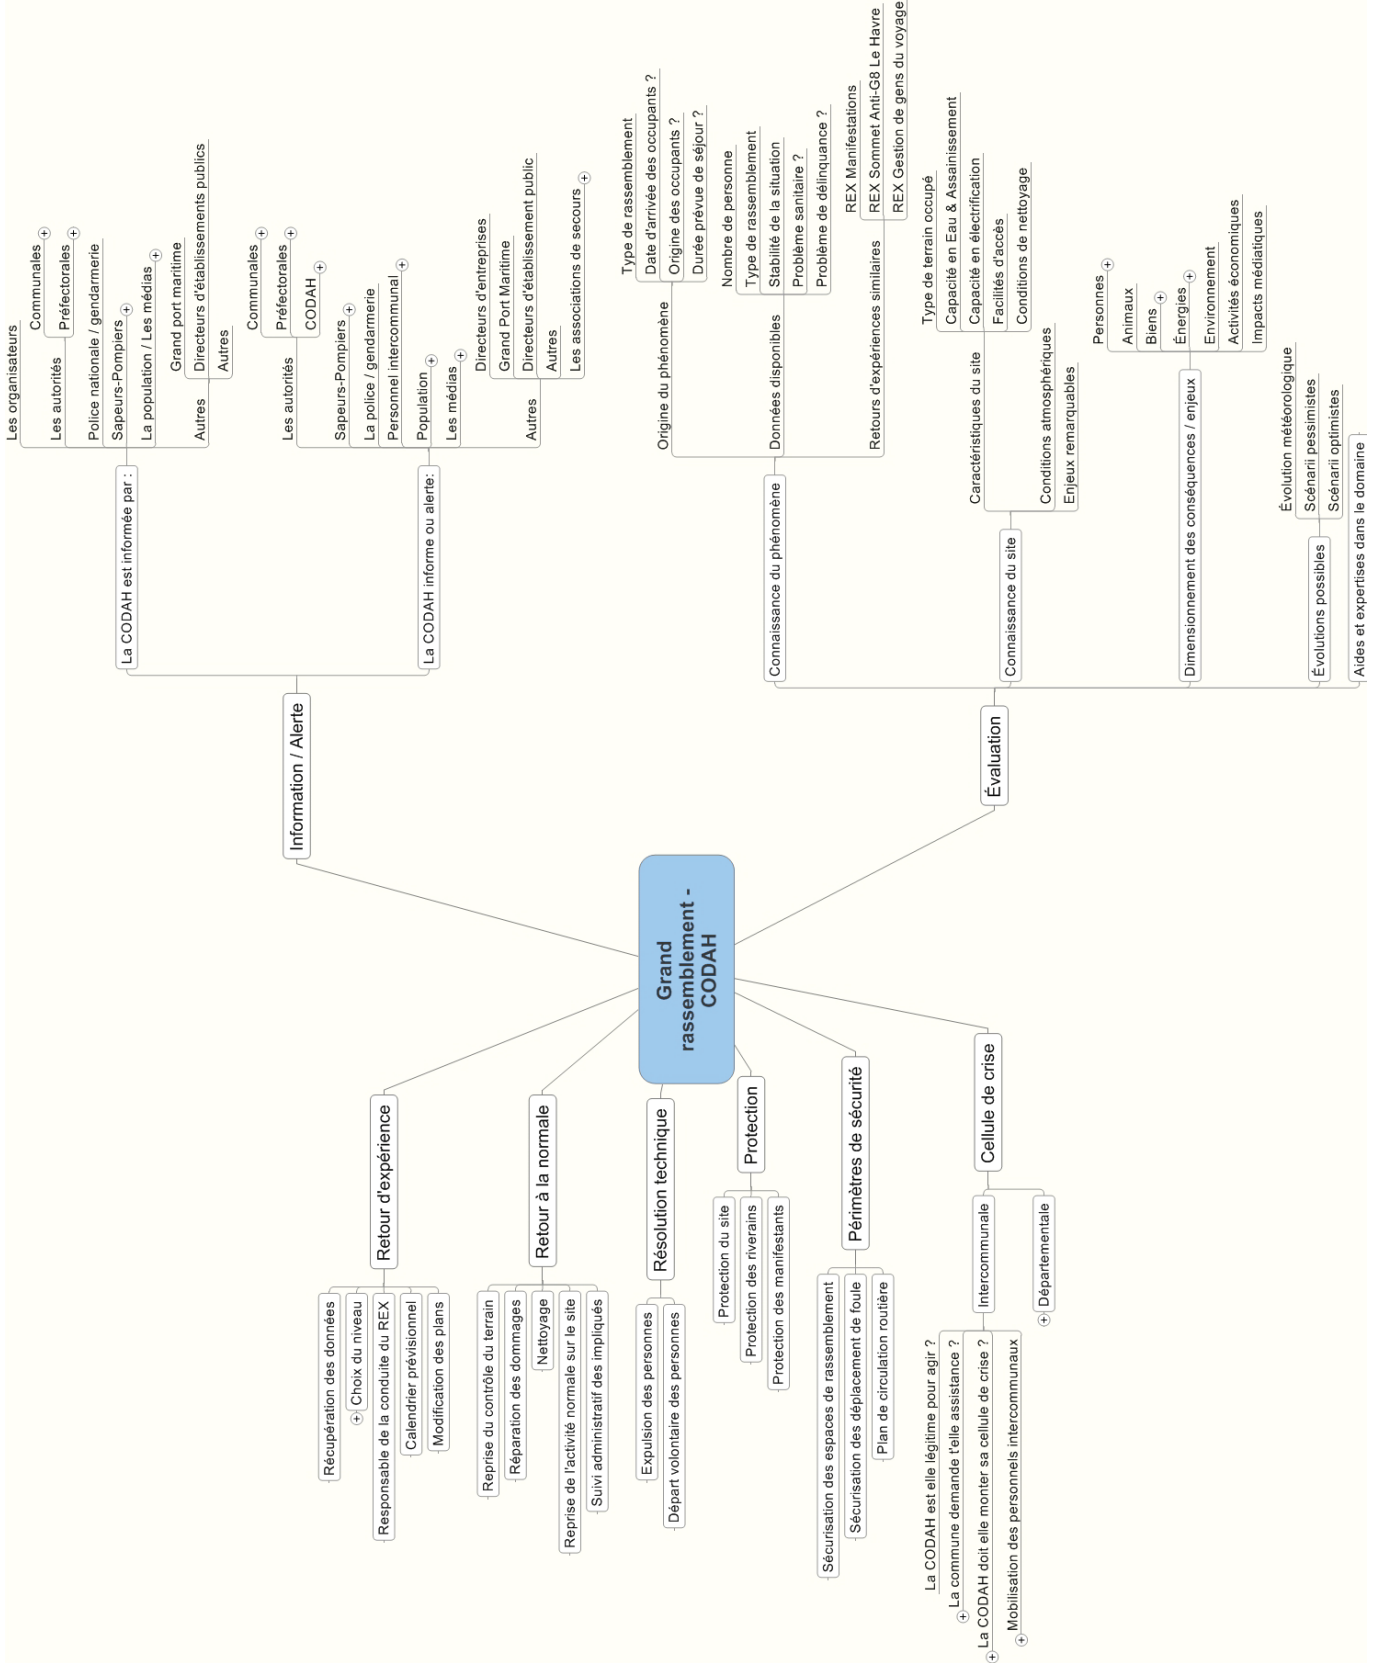 Grand
rassemblement -
CODAH
Information / Alerte
La CODAH est informée par :
Les organisateurs
Les autorités
Communales
Préfectorales
Police nationale / gendarmerie
Sapeurs-Pompiers
La population / Les médias
Autres
Grand port maritime
Directeurs d'établissements publics
Autres
La CODAH informe ou alerte:
Les autorités
Communales
Préfectorales
CODAH
Sapeurs-Pompiers
La police / gendarmerie
Personnel intercommunal
Population
Les médias
Autres
Directeurs d'entreprises
Grand Port Maritime
Directeurs d'établissement public
Autres
Les associations de secours
Évaluation
Connaissance du phénomène
Origine du phénomène
Type de rassemblement
Date d'arrivée des occupants ?
Origine des occupants ?
Durée prévue de séjour ?
Données disponibles
Nombre de personne
Type de rassemblement
Stabilité de la situation
Problème sanitaire ?
Problème de délinquance ?
Retours d'expériences similaires
REX Manifestations
REX Sommet Anti-G8 Le Havre
REX Gestion de gens du voyage
Connaissance du site
Caractéristiques du site
Type de terrain occupé
Capacité en Eau & Assainissement
Capacité en électrification
Facilités d'accès
Conditions de nettoyage
Conditions atmosphériques
Enjeux remarquables
Dimensionnement des conséquences / enjeux
Personnes
Animaux
Biens
Énergies
Environnement
Activités économiques
Impacts médiatiques
Évolutions possibles
Évolution météorologique
Scénarii pessimistes
Scénarii optimistes
Aides et expertises dans le domaine
Cellule de crise
Intercommunale
La CODAH est elle légitime pour agir ?
La commune demande t'elle assistance ?
La CODAH doit elle monter sa cellule de crise ?
Mobilisation des personnels intercommunaux
Départementale
Périmètres de sécurité
Sécurisation des espaces de rassemblement
Sécurisation des déplacement de foule
Plan de circulation routière
Protection
Protection du site
Protection des riverains
Protection des manifestants
Résolution technique
Expulsion des personnes
Départ volontaire des personnes
Retour à la normale
Reprise du contrôle du terrain
Réparation des dommages
Nettoyage
Reprise de l'activité normale sur le site
Suivi administratif des impliqués
Retour d'expérience
Récupération des données
Choix du niveau
Responsable de la conduite du REX
Calendrier prévisionnel
Modification des plans